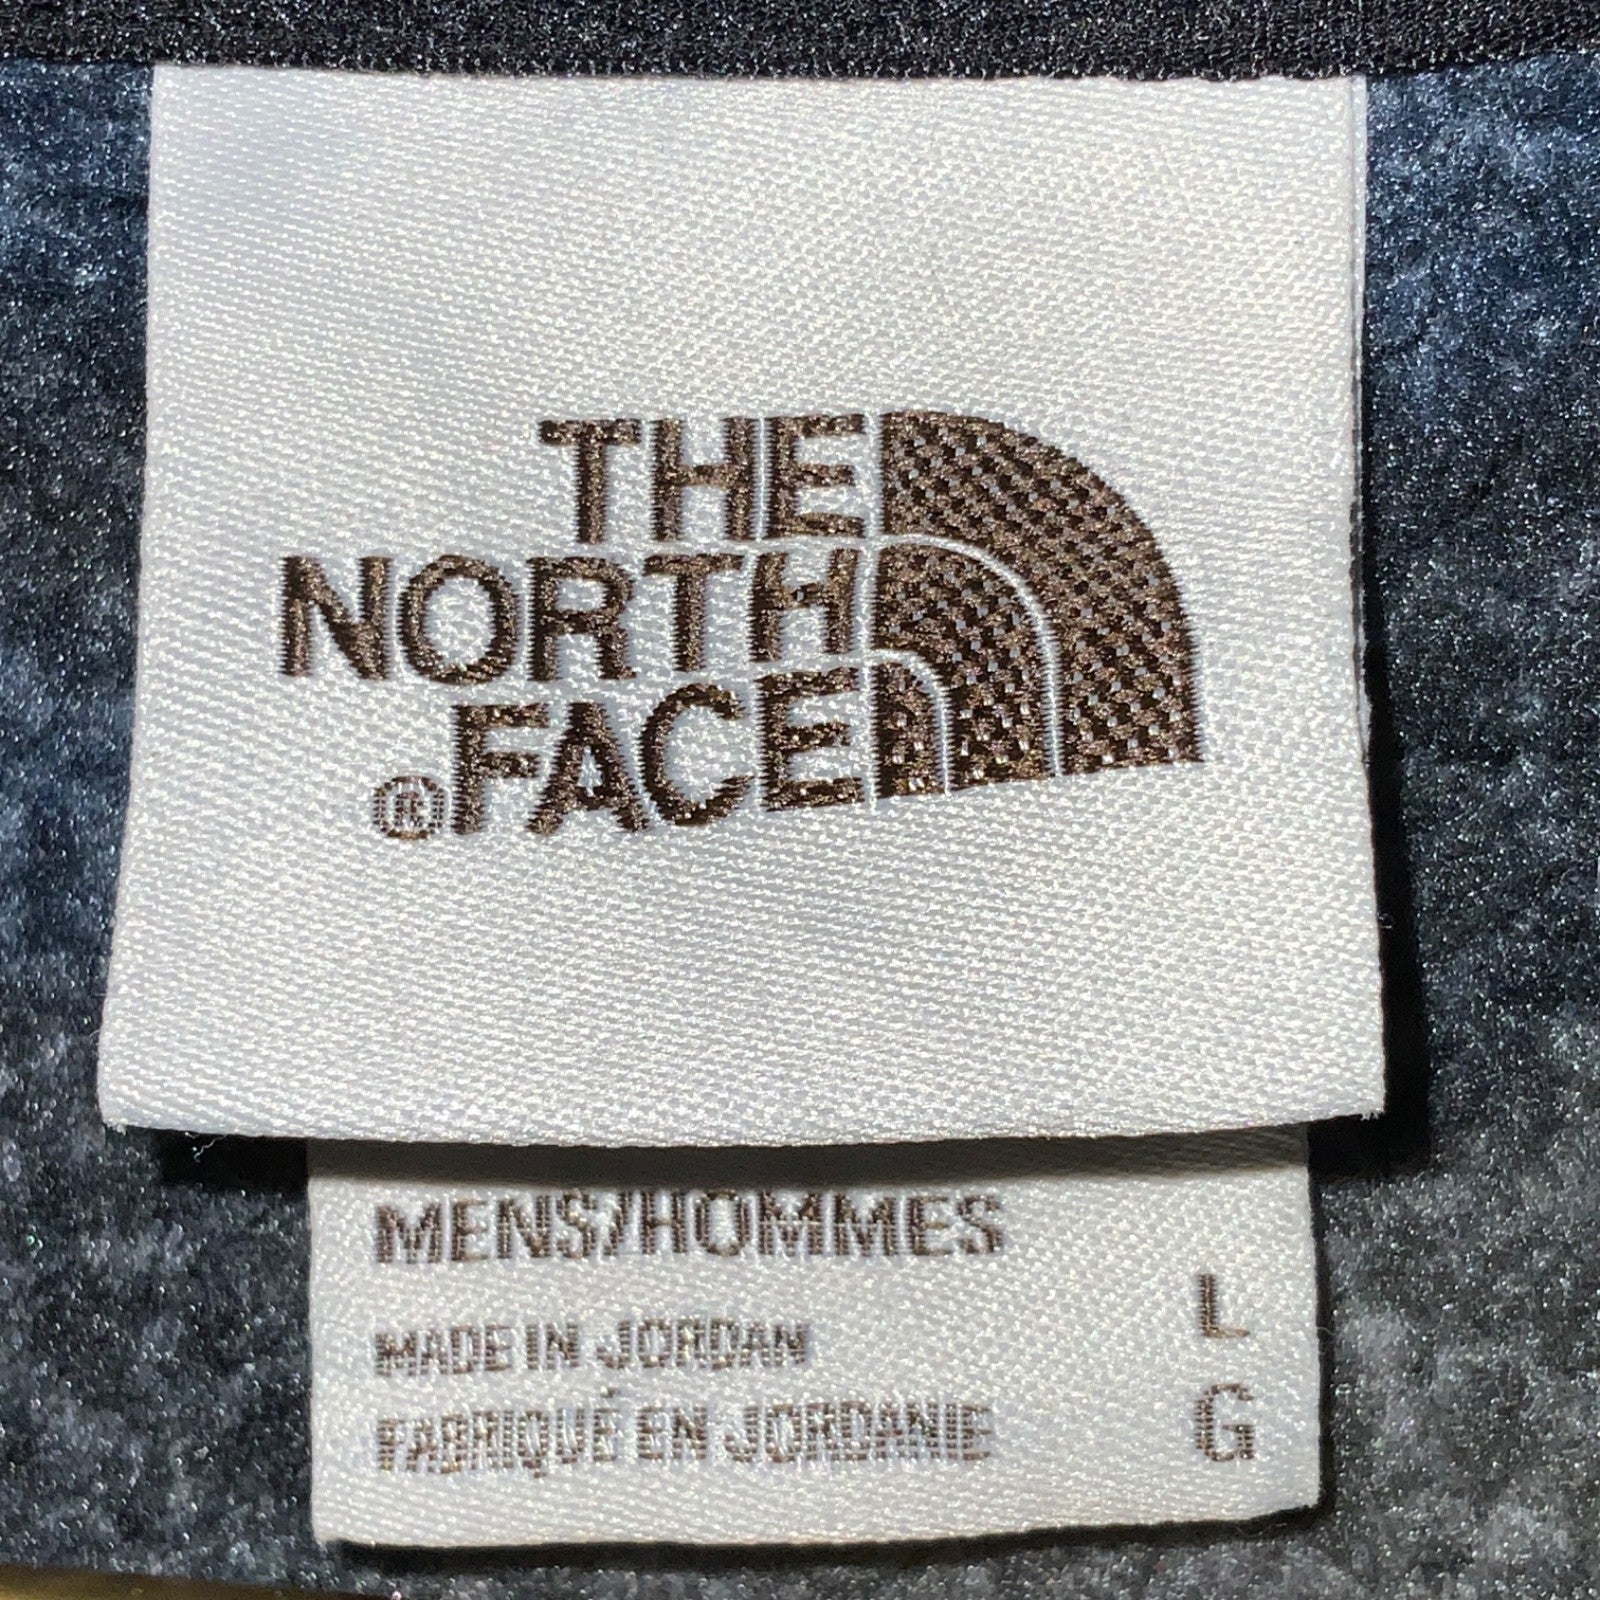 THE
NORTH
® FACE
MENS/HOMMES
L
MADE IN JORDAN
FABRIQUÉ EN JORDANIE
G